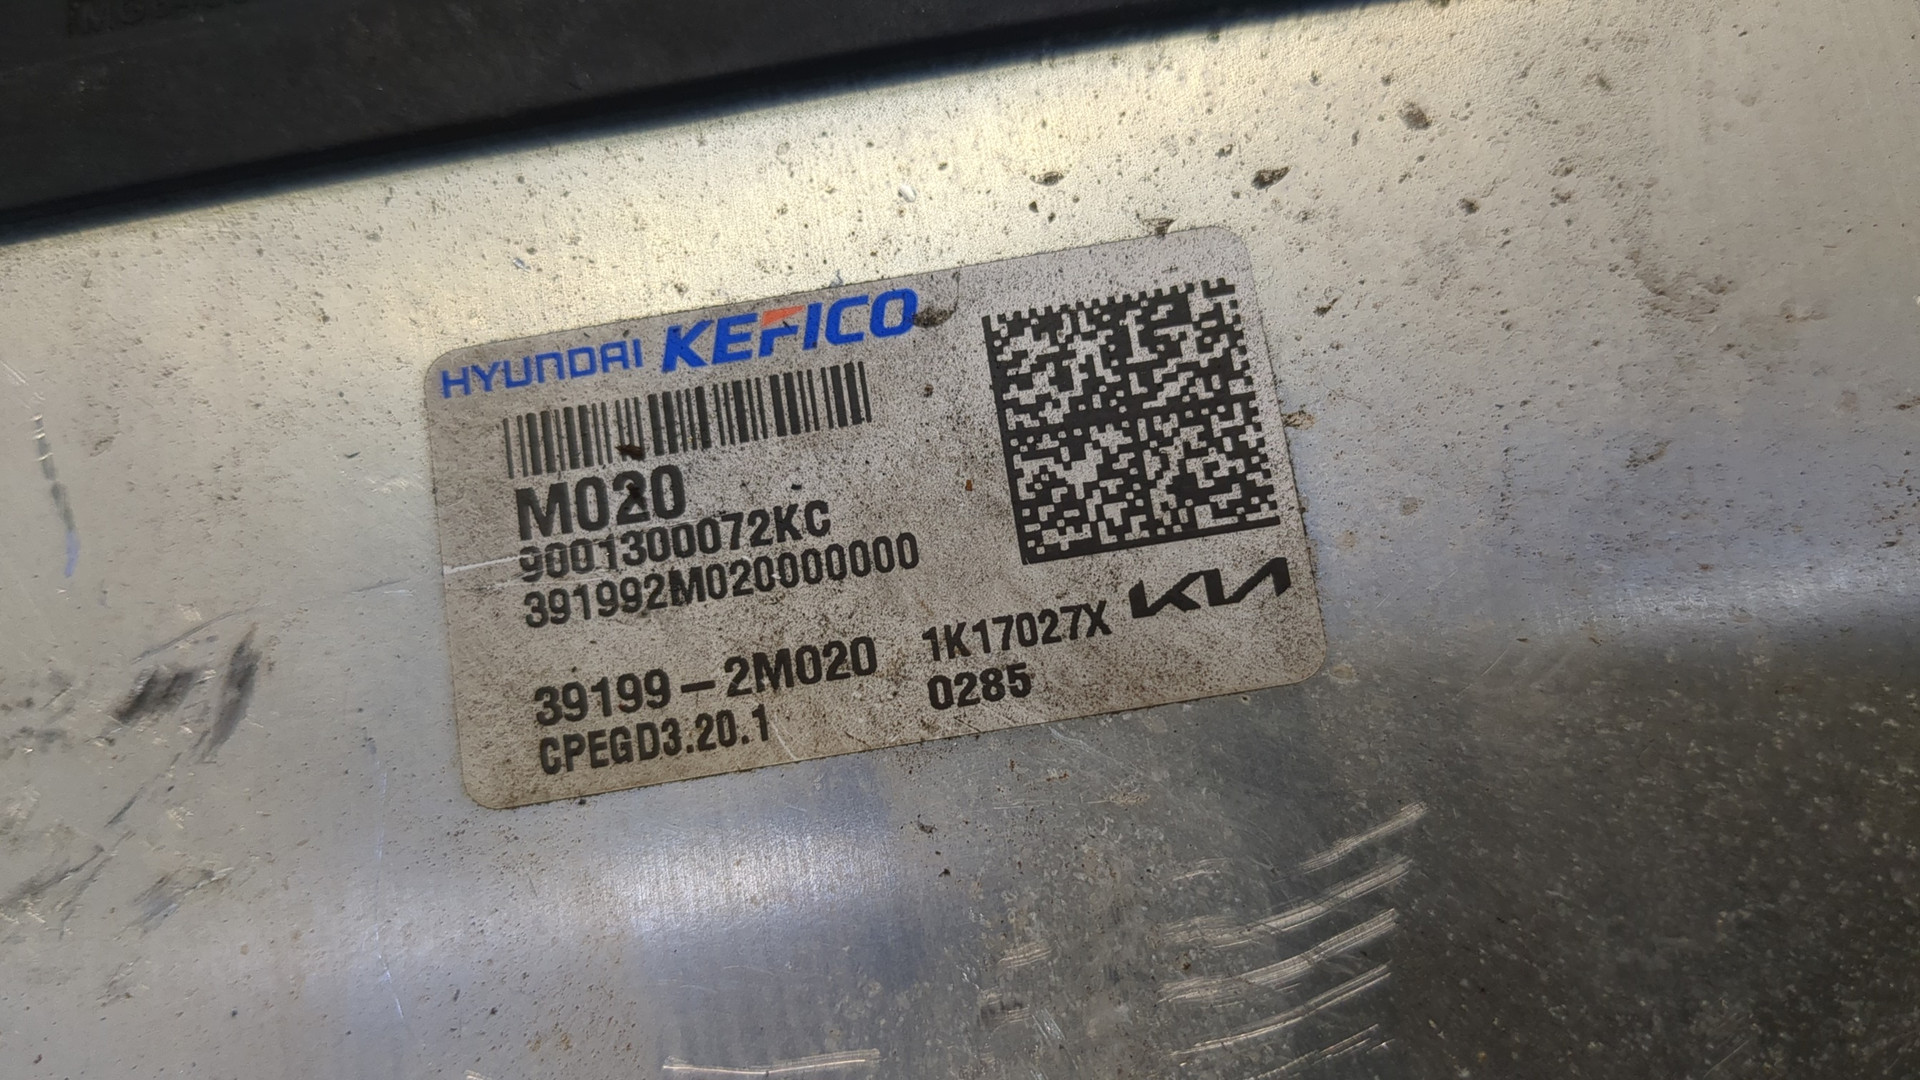 HYUNDAI KEFICO
M020
9001300072KC
391992M020000000
39199-2M020
CPEGD3.20.1
1K17027X
0285
KIA